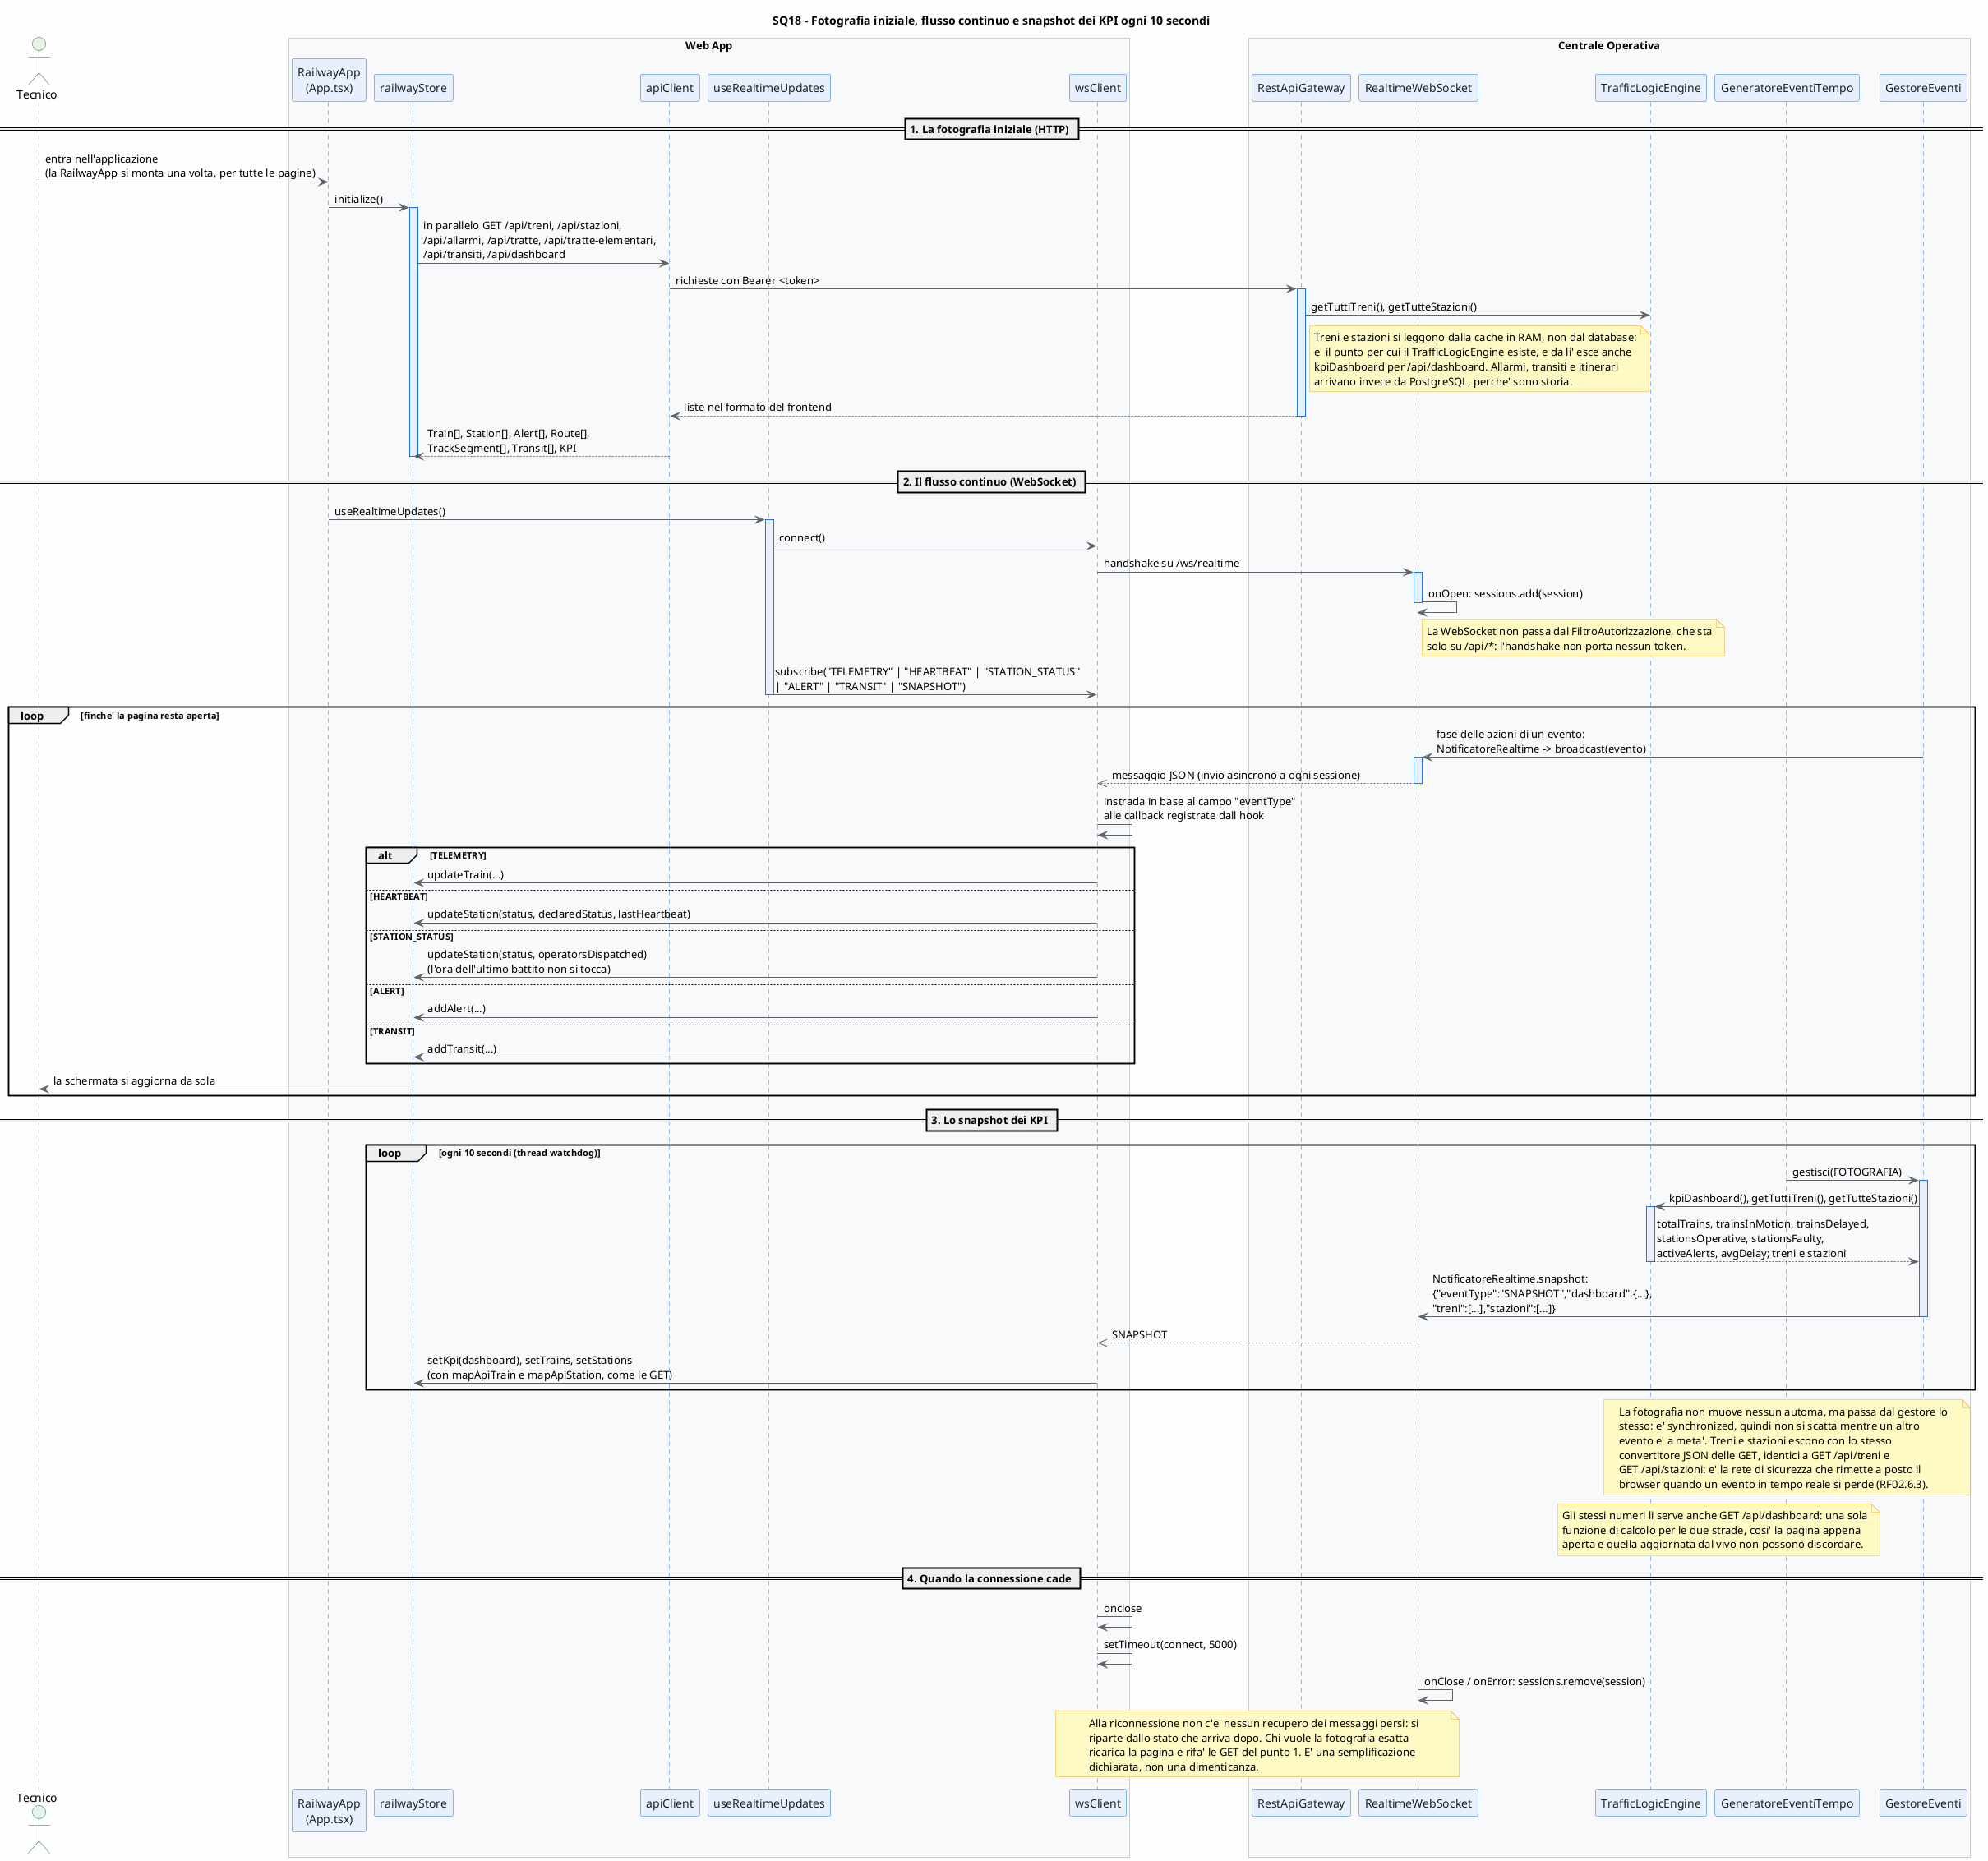 SQ18 - Fotografia iniziale, flusso continuo e snapshot dei KPI ogni 10 secondi
Web App
Centrale Operativa
Tecnico
RailwayApp
(App.tsx)
railwayStore
apiClient
useRealtimeUpdates
wsClient
RestApiGateway
RealtimeWebSocket
TrafficLogicEngine
GeneratoreEventiTempo
GestoreEventi
1. La fotografia iniziale (HTTP)
entra nell'applicazione
(la RailwayApp si monta una volta, per tutte le pagine)
initialize()
in parallelo GET /api/treni, /api/stazioni,
/api/allarmi, /api/tratte, /api/tratte-elementari,
/api/transiti, /api/dashboard
richieste con Bearer <token>
getTuttiTreni(), getTutteStazioni()
Treni e stazioni si leggono dalla cache in RAM, non dal database:
e' il punto per cui il TrafficLogicEngine esiste, e da li' esce anche
kpiDashboard per /api/dashboard. Allarmi, transiti e itinerari
arrivano invece da PostgreSQL, perche' sono storia.
liste nel formato del frontend
Train[], Station[], Alert[], Route[],
TrackSegment[], Transit[], KPI
2. Il flusso continuo (WebSocket)
useRealtimeUpdates()
connect()
handshake su /ws/realtime
onOpen: sessions.add(session)
La WebSocket non passa dal FiltroAutorizzazione, che sta
solo su /api/*: l'handshake non porta nessun token.
subscribe("TELEMETRY" | "HEARTBEAT" | "STATION_STATUS"
| "ALERT" | "TRANSIT" | "SNAPSHOT")
loop [finche' la pagina resta aperta]
fase delle azioni di un evento:
NotificatoreRealtime -> broadcast(evento)
messaggio JSON (invio asincrono a ogni sessione)
instrada in base al campo "eventType"
alle callback registrate dall'hook
alt [TELEMETRY]
updateTrain(...)
[HEARTBEAT]
updateStation(status, declaredStatus, lastHeartbeat)
[STATION_STATUS]
updateStation(status, operatorsDispatched)
(l'ora dell'ultimo battito non si tocca)
[ALERT]
addAlert(...)
[TRANSIT]
addTransit(...)
la schermata si aggiorna da sola
3. Lo snapshot dei KPI
loop [ogni 10 secondi (thread watchdog)]
gestisci(FOTOGRAFIA)
kpiDashboard(), getTuttiTreni(), getTutteStazioni()
totalTrains, trainsInMotion, trainsDelayed,
stationsOperative, stationsFaulty,
activeAlerts, avgDelay; treni e stazioni
NotificatoreRealtime.snapshot:
{"eventType":"SNAPSHOT","dashboard":{...},
"treni":[...],"stazioni":[...]}
SNAPSHOT
setKpi(dashboard), setTrains, setStations
(con mapApiTrain e mapApiStation, come le GET)
La fotografia non muove nessun automa, ma passa dal gestore lo
stesso: e' synchronized, quindi non si scatta mentre un altro
evento e' a meta'. Treni e stazioni escono con lo stesso
convertitore JSON delle GET, identici a GET /api/treni e
GET /api/stazioni: e' la rete di sicurezza che rimette a posto il
browser quando un evento in tempo reale si perde (RF02.6.3).
Gli stessi numeri li serve anche GET /api/dashboard: una sola
funzione di calcolo per le due strade, cosi' la pagina appena
aperta e quella aggiornata dal vivo non possono discordare.
4. Quando la connessione cade
onclose
setTimeout(connect, 5000)
onClose / onError: sessions.remove(session)
Alla riconnessione non c'e' nessun recupero dei messaggi persi: si
riparte dallo stato che arriva dopo. Chi vuole la fotografia esatta
ricarica la pagina e rifa' le GET del punto 1. E' una semplificazione
dichiarata, non una dimenticanza.
Tecnico
RailwayApp
(App.tsx)
railwayStore
apiClient
useRealtimeUpdates
wsClient
RestApiGateway
RealtimeWebSocket
TrafficLogicEngine
GeneratoreEventiTempo
GestoreEventi